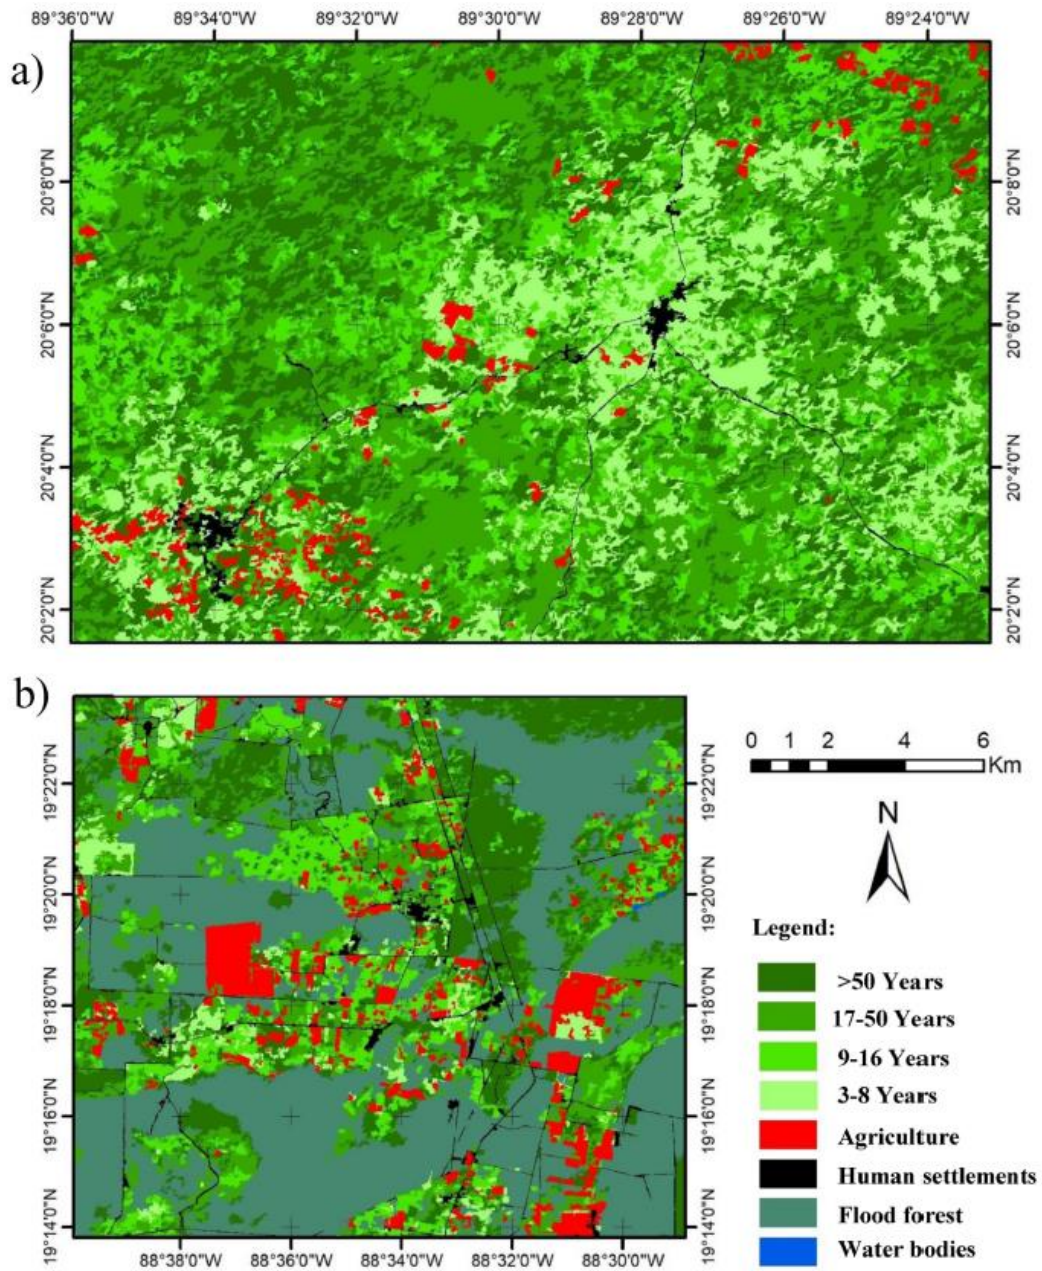 89°36'0"W 89°34'0"W 89°32'0"W 89°30'0"W 89°28'0"W 89°26'0"W 89°24'0"W
a)
20°8'0"N 20°8'0"N
20°6'0"N 20°6'0"N
20°4'0"N 20°4'0"N
20°2'0"N 20°2'0"N
b)
19°22'0"N 19°22'0"N
19°20'0"N 19°20'0"N
19°18'0"N 19°18'0"N
19°16'0"N 19°16'0"N
19°14'0"N 19°14'0"N
88°38'0"W 88°36'0"W 88°34'0"W 88°32'0"W 88°30'0"W
0 1 2 4 6
Km
N
Legend:
>50 Years
17-50 Years
9-16 Years
3-8 Years
Agriculture
Human settlements
Flood forest
Water bodies